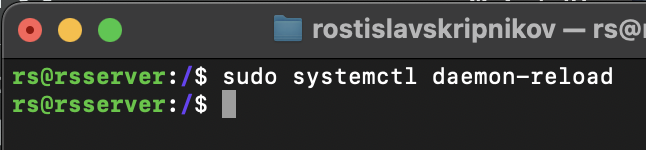 rostislavskripnikov — rs@r
rs@rsserver:/$ sudo systemctl daemon-reload
rs@rsserver:/$